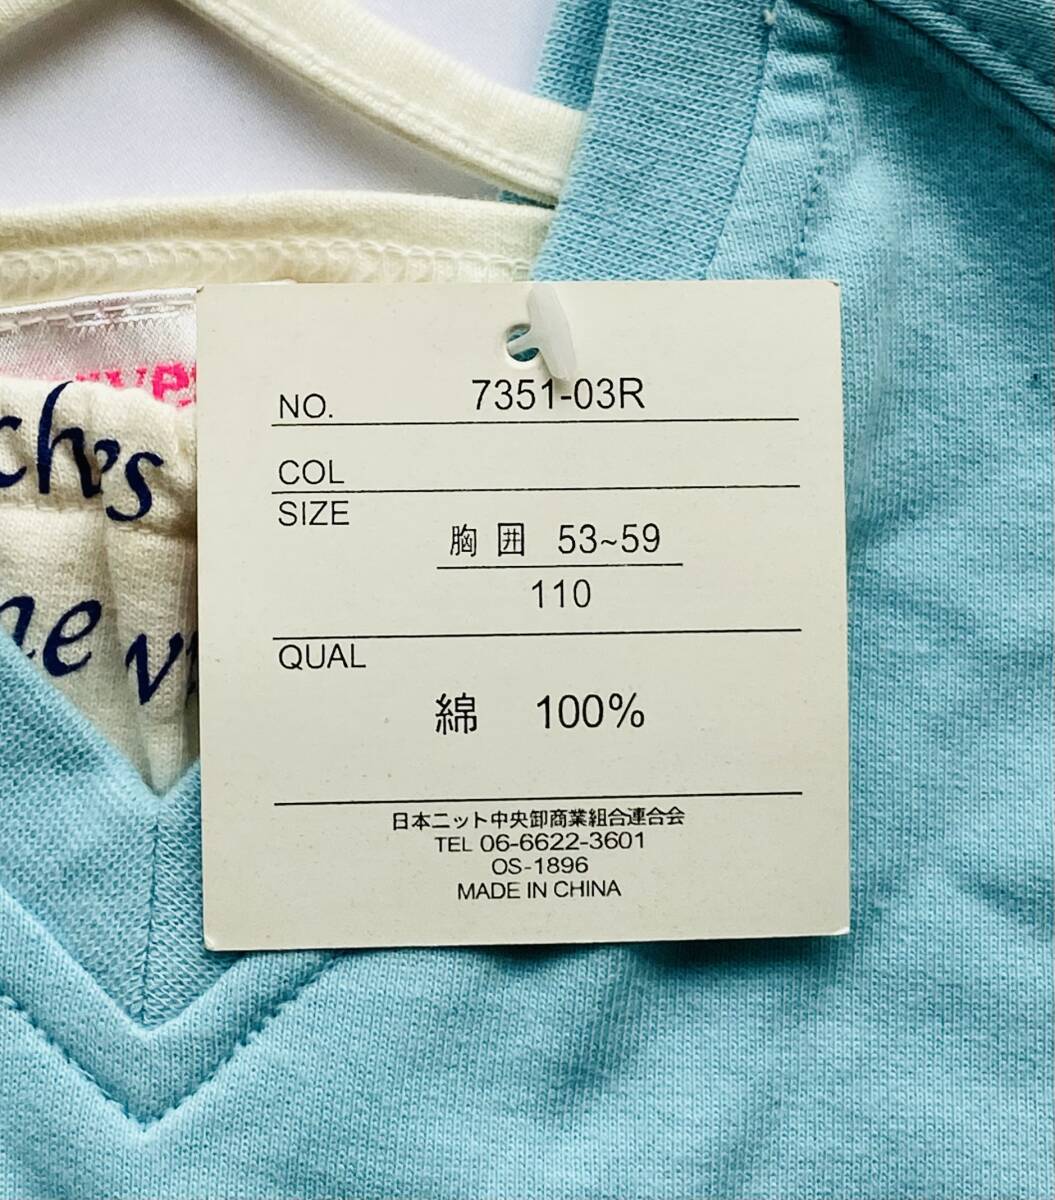 NO. 7351-03R
COL
SIZE
胸囲 53~59
110
QUAL
綿 100%
日本ニット中央卸商業組合連合会
TEL 06-6622-3601
OS-1896
MADE IN CHINA